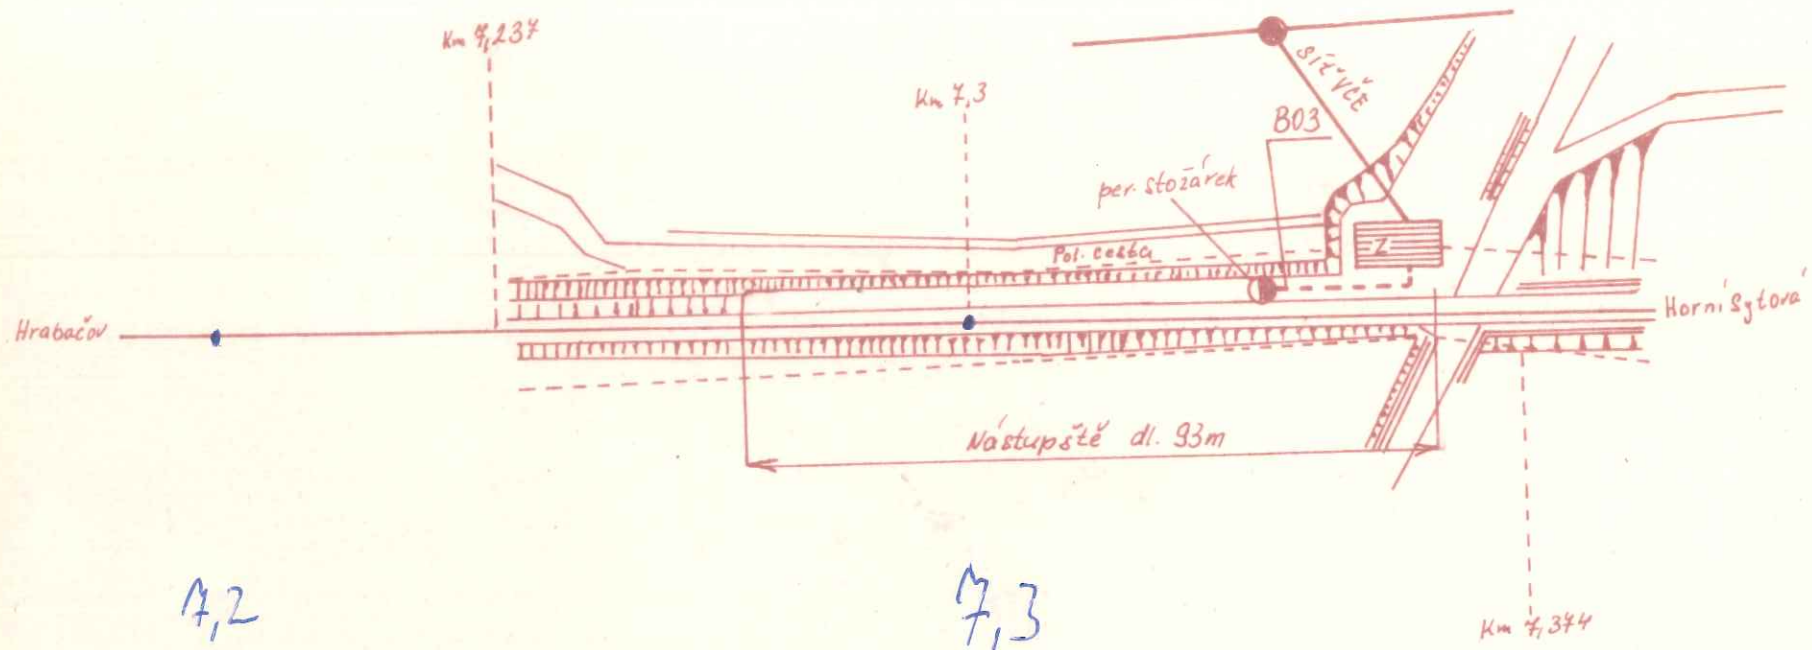 Km 7,237
Km 7,3
SÍŤ VČE
B03
per. stožárek
Pol. cesta
Z
Hrabačov
Horní Sytová
Nástupiště dl. 93m
7,2
7,3
Km 7,374